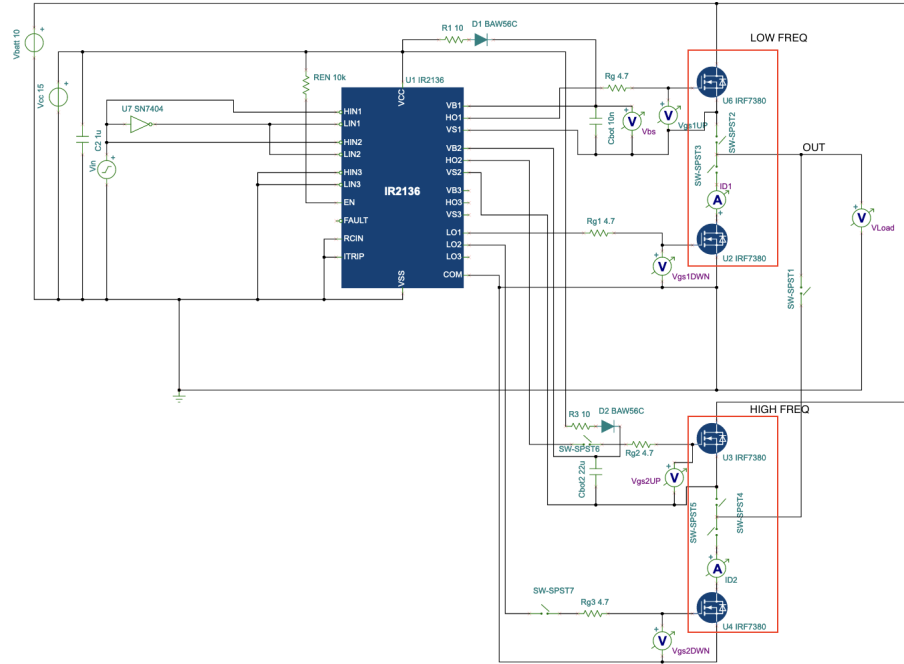 Vbatt 10
Vcc 15
C2 1u
Vin
U7 SN7404
REN 10k
R1 10
D1 BAW56C
U1 IR2136
VCC
HIN1
LIN1
HIN2
LIN2
HIN3
LIN3
EN
FAULT
RCIN
ITRIP
IR2136
VSS
VB1
HO1
VS1
VB2
HO2
VS2
VB3
HO3
VS3
LO1
LO2
LO3
COM
Cbot 10n
Vbs
Rg 4.7
Vgs1UP
LOW FREQ
U6 IRF7380
SW-SPST2
SW-SPST3
OUT
ID1
A
U2 IRF7380
Rg1 4.7
V
Vgs1DWN
V
V
V
VLoad
SW-SPST1
HIGH FREQ
R3 10
D2 BAW56C
SW-SPST6
Rg2 4.7
Cbot2 22u
Vgs2UP
V
U3 IRF7380
SW-SPST4
SW-SPST5
A
ID2
U4 IRF7380
SW-SPST7
Rg3 4.7
V
Vgs2DWN